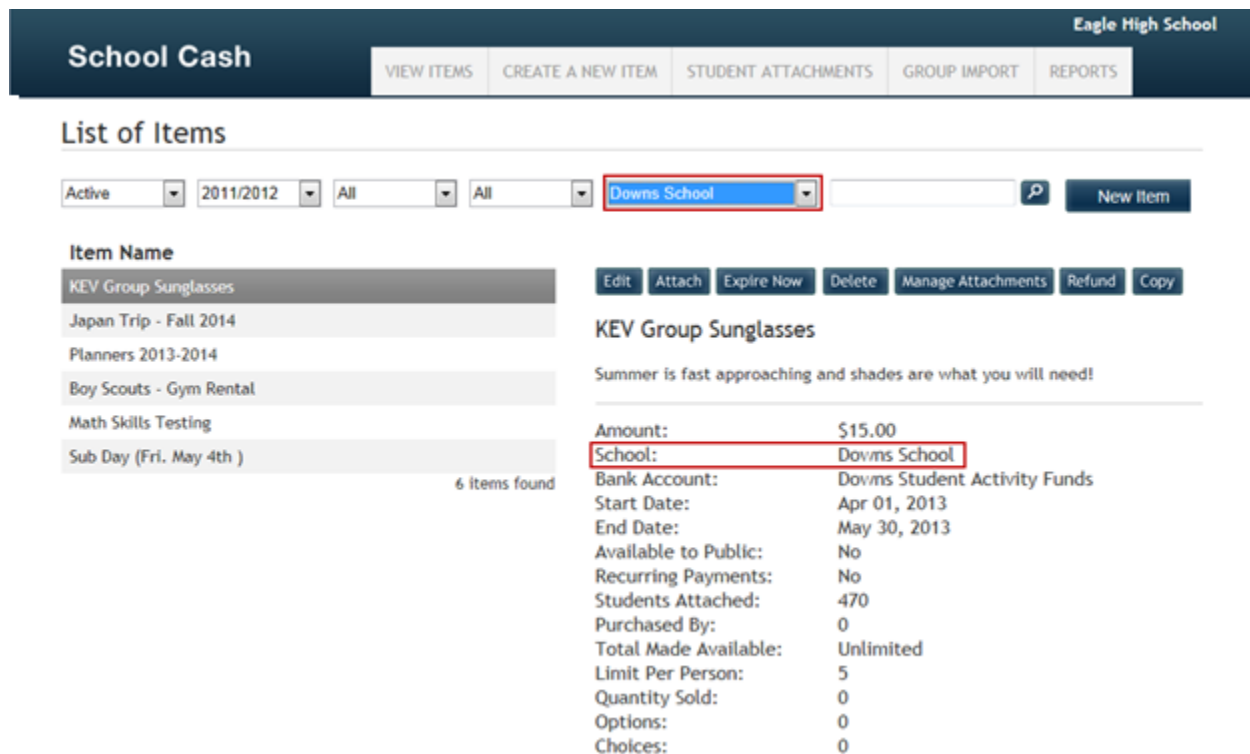 Eagle High School
School Cash
VIEW ITEMS CREATE A NEW ITEM STUDENT ATTACHMENTS GROUP IMPORT REPORTS
List of Items
Active 2011/2012 All All Downs School New Item
Item Name
KEV Group Sunglasses
Japan Trip - Fall 2014
Planners 2013-2014
Boy Scouts - Gym Rental
Math Skills Testing
Sub Day (Fri. May 4th )
6 items found
Edit Attach Expire Now Delete Manage Attachments Refund Copy
KEV Group Sunglasses
Summer is fast approaching and shades are what you will need!
Amount: $15.00
School: Downs School
Bank Account: Downs Student Activity Funds
Start Date: Apr 01, 2013
End Date: May 30, 2013
Available to Public: No
Recurring Payments: No
Students Attached: 470
Purchased By: 0
Total Made Available: Unlimited
Limit Per Person: 5
Quantity Sold: 0
Options: 0
Choices: 0